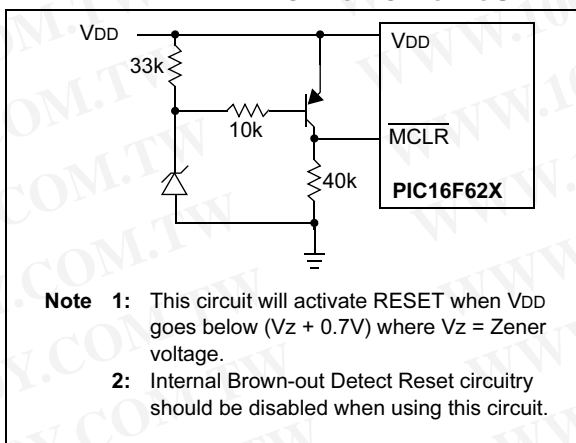 VDD
VDD
33k
10k
MCLR
40k
PIC16F62X
Note 1: This circuit will activate RESET when VDD
goes below (Vz + 0.7V) where Vz = Zener
voltage.
2: Internal Brown-out Detect Reset circuitry
should be disabled when using this circuit.